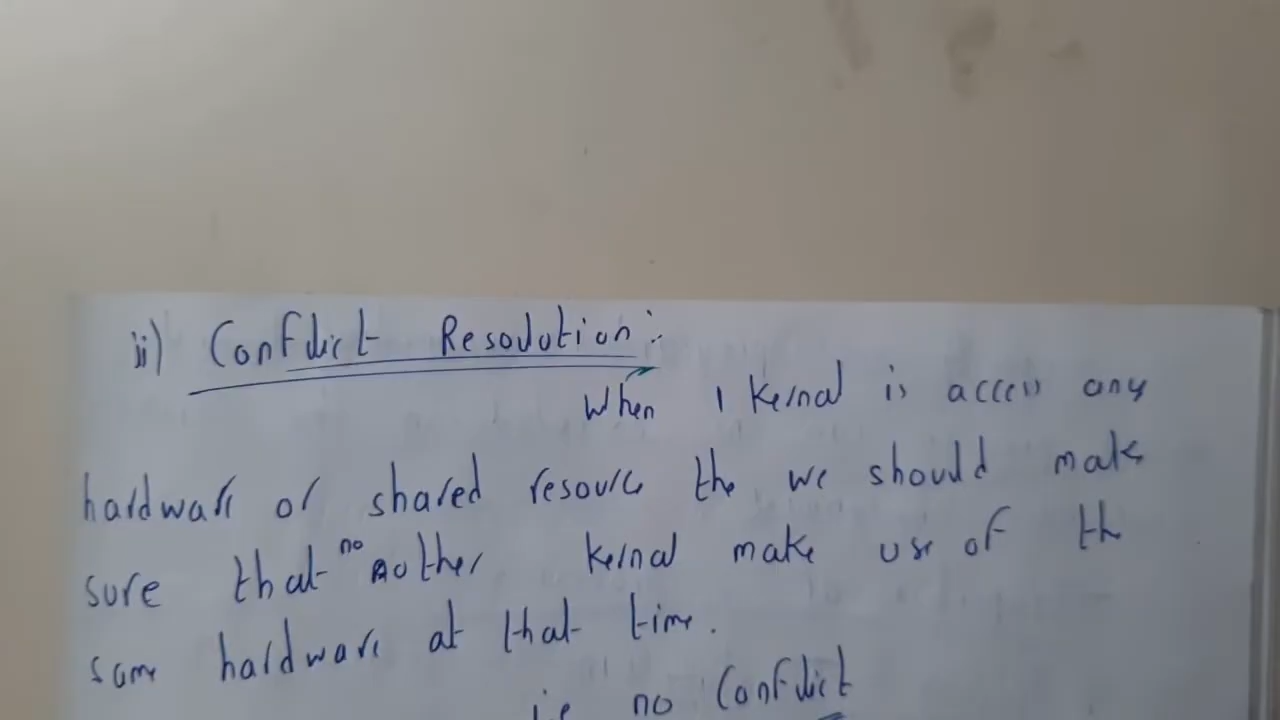 ii) Conflict Resolution:
When 1 kernal is access any
hardware or shared resource the we should make
sure that no other kernal make use of the
same hardware at that time.
i.e no Conflict